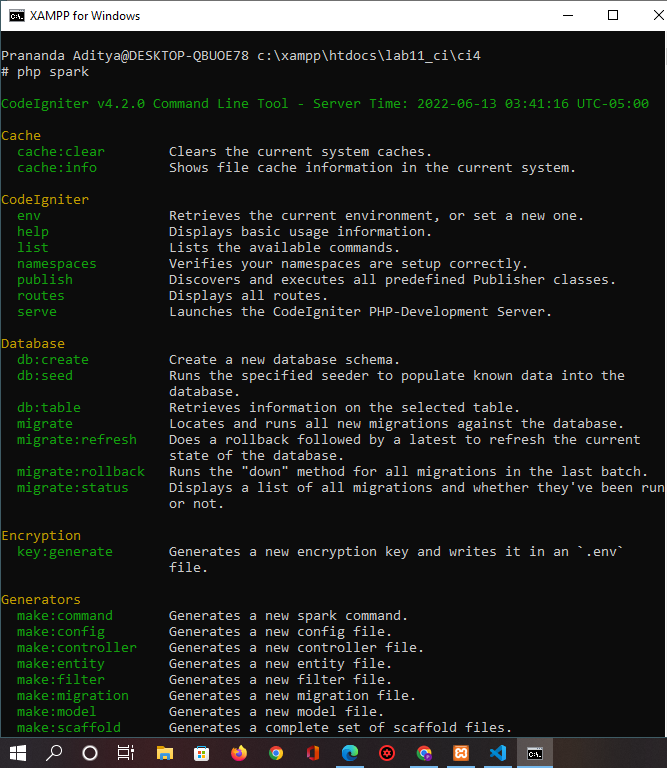 XAMPP for Windows
Prananda Aditya@DESKTOP-QBUOE78 c:\xampp\htdocs\lab11_ci\ci4
# php spark
CodeIgniter v4.2.0 Command Line Tool - Server Time: 2022-06-13 03:41:16 UTC-05:00
Cache
cache:clear Clears the current system caches.
cache:info Shows file cache information in the current system.
CodeIgniter
env Retrieves the current environment, or set a new one.
help Displays basic usage information.
list Lists the available commands.
namespaces Verifies your namespaces are setup correctly.
publish Discovers and executes all predefined Publisher classes.
routes Displays all routes.
serve Launches the CodeIgniter PHP-Development Server.
Database
db:create Create a new database schema.
db:seed Runs the specified seeder to populate known data into the
database.
db:table Retrieves information on the selected table.
migrate Locates and runs all new migrations against the database.
migrate:refresh Does a rollback followed by a latest to refresh the current
state of the database.
migrate:rollback Runs the "down" method for all migrations in the last batch.
migrate:status Displays a list of all migrations and whether they've been run
or not.
Encryption
key:generate Generates a new encryption key and writes it in an `.env`
file.
Generators
make:command Generates a new spark command.
make:config Generates a new config file.
make:controller Generates a new controller file.
make:entity Generates a new entity file.
make:filter Generates a new filter file.
make:migration Generates a new migration file.
make:model Generates a new model file.
make:scaffold Generates a complete set of scaffold files.